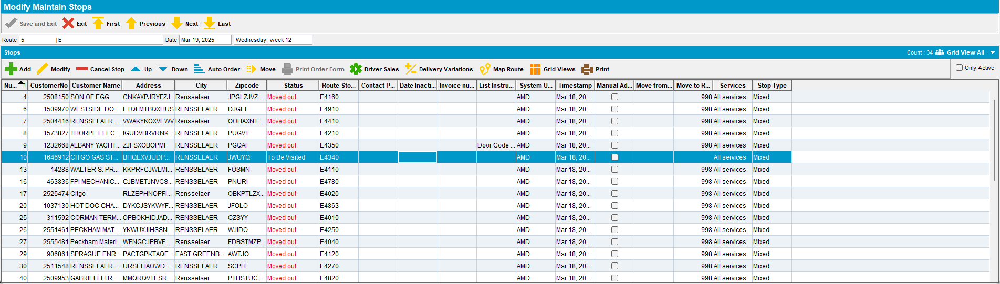 Modify Maintain Stops
Save and Exit Exit First Previous Next Last
Route 5 | E Date Mar 19, 2025 Wednesday, week 12
Stops Count : 34 Grid View All
Add Modify Cancel Stop Up Down Auto Order Move Print Order Form Driver Sales Delivery Variations Map Route Grid Views Print Only Active
Nu... 1 CustomerNo Customer Name Address City Zipcode Status Route Sto... Contact P... Date Inacti... Invoice nu... List Instru... System U... Timestamp Manual Ad... Move from... Move to R... Services Stop Type
4 2508150 SON OF EGG CNKAXPJRYFZJ Rensselaer JPGLZJVZ... Moved out E4160 AMD Mar 18, 20... 998 All services Mixed
6 1509970 WESTSIDE DO... ETQFMTBQXHUS RENSSELAER DJGEI Moved out E4910 AMD Mar 18, 20... 998 All services Mixed
7 2504416 RENSSELAER ... VWAKYKQXVEWV Rensselaer OOHAXNT... Moved out E4410 AMD Mar 18, 20... 998 All services Mixed
8 1573827 THORPE ELEC... IGUDVBRVRNK... RENSSELAER PUGVT Moved out E4210 AMD Mar 18, 20... 998 All services Mixed
9 1232668 ALBANY YACHT... ZJFSXOBOPMF RENSSELAER PGQAI Moved out E4350 Door Code ... AMD Mar 18, 20... 998 All services Mixed
10 1646912 CITGO GAS ST... BHQEXVJUDP... RENSSELAER JWUYQ To Be Visited E4340 AMD Mar 18, 20... All services Mixed
13 14288 WALTER S. PR... KKPRFGJWLMI... RENSSELAER FOSMN Moved out E4110 AMD Mar 18, 20... 998 All services Mixed
16 463836 FPI MECHANIC... CJBMETJNVGS... RENSSELAER PNURI Moved out E4780 AMD Mar 18, 20... 998 All services Mixed
17 2525474 Citgo RLZEPHNOPFI... Rensselaer OBKPTLZX... Moved out E4020 AMD Mar 18, 20... 998 All services Mixed
20 1037130 HOT DOG CHA... DYKGJSYKWYF... RENSSELAER JFOLO Moved out E4863 AMD Mar 18, 20... 998 All services Mixed
25 311592 GORMAN TERM... OPBOKHIDJAD... RENSSELAER CZSYY Moved out E4010 AMD Mar 18, 20... 998 All services Mixed
26 2551461 PECKHAM MAT... YKWUXJIHSSN... RENSSELAER WJIDO Moved out E4250 AMD Mar 18, 20... 998 All services Mixed
27 2555481 Peckham Materi... WFNGCJPBVF... Rensselaer FDBSTMZP... Moved out E4040 AMD Mar 18, 20... 998 All services Mixed
29 906861 SPRAGUE ENR... PACTGPKTAQE... EAST GREENB... AWTJO Moved out E4120 AMD Mar 18, 20... 998 All services Mixed
30 2511548 RENSSELAER ... URSELIAOWD... RENSSELAER SCPH Moved out E4270 AMD Mar 18, 20... 998 All services Mixed
40 2509953 GABRIELLI TR... MMQRQVTESR... Rensselaer PTHSTUC... Moved out E4820 AMD Mar 18, 20... 998 All services Mixed